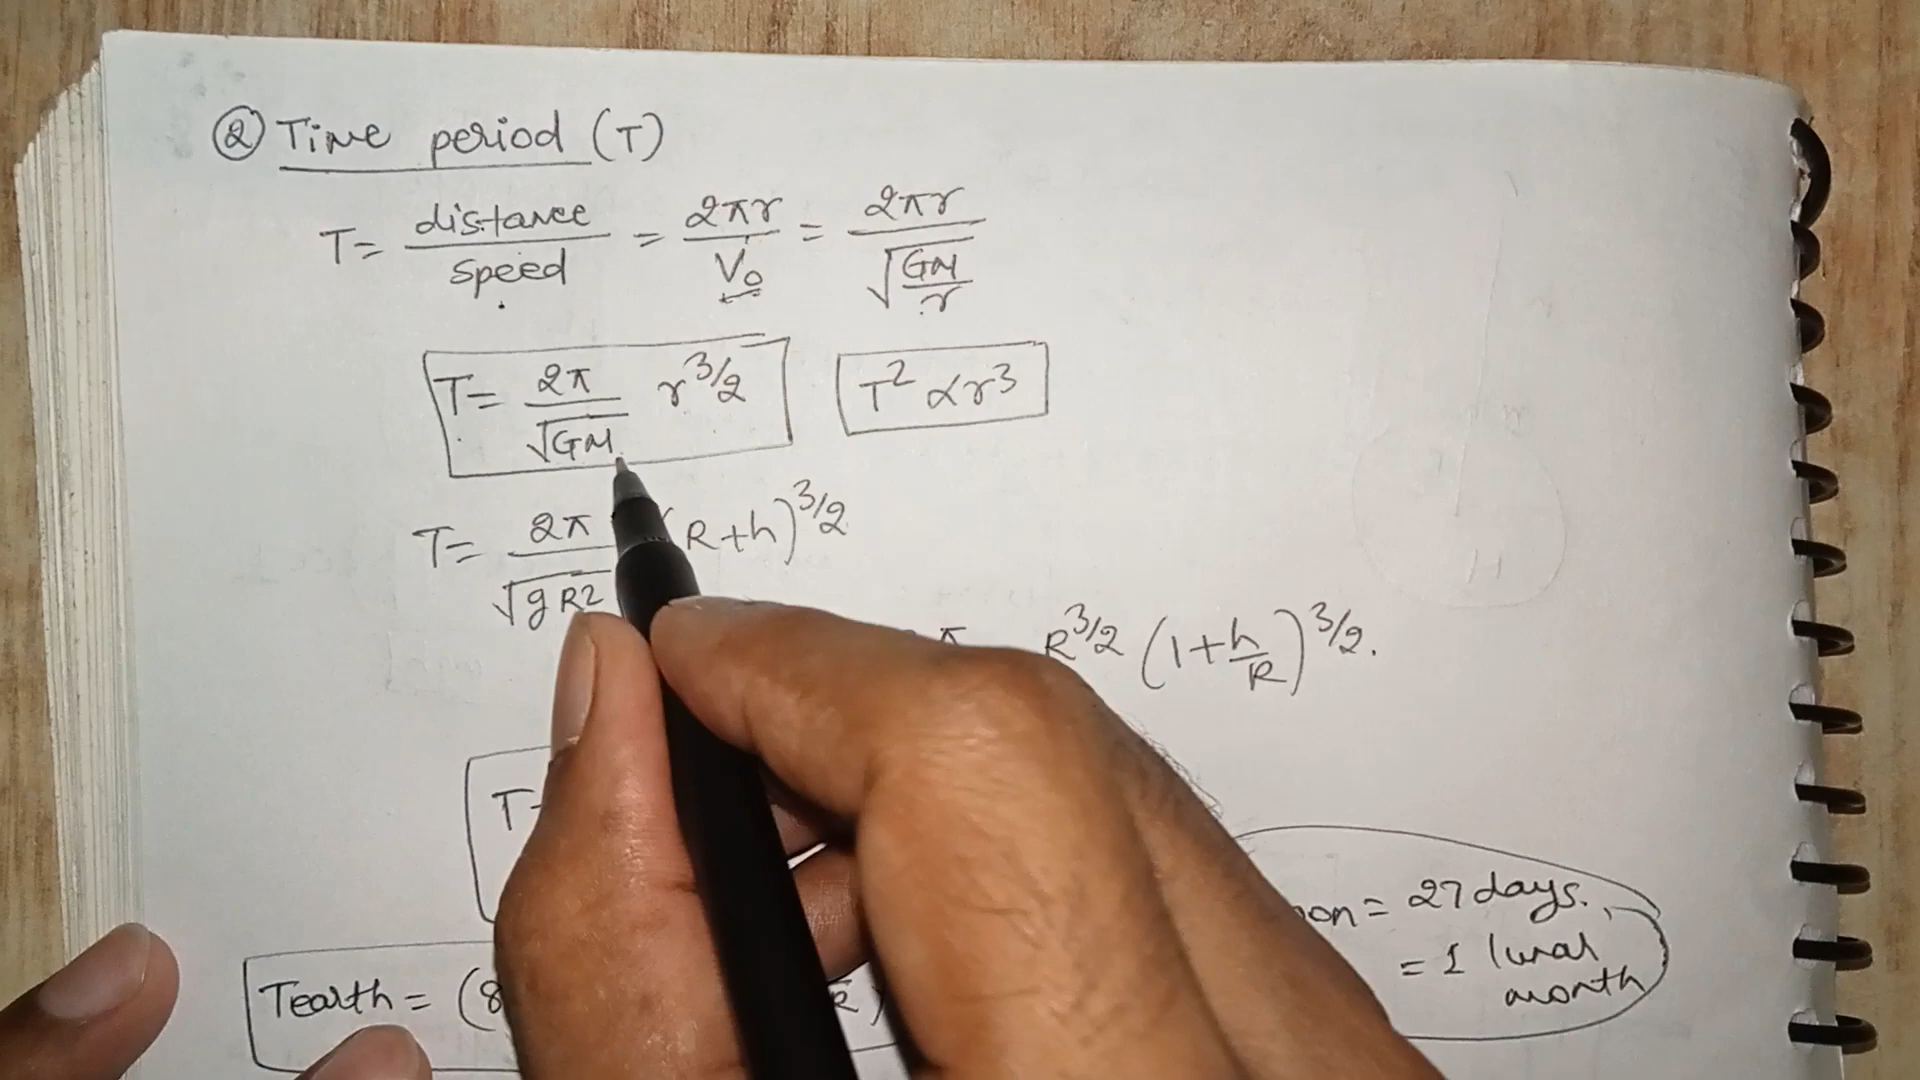 ② Time period (T)
T = distance/speed = 2πr/V₀ = 2πr/√(GM/r)
T = 2π/√GM r^3/2    T² ∝ r³
T = 2π/√gR² (R+h)^3/2
R^3/2 (1+h/R)^3/2.
T-
= 27 days.
= 1 lunar
month
Tearth = (8